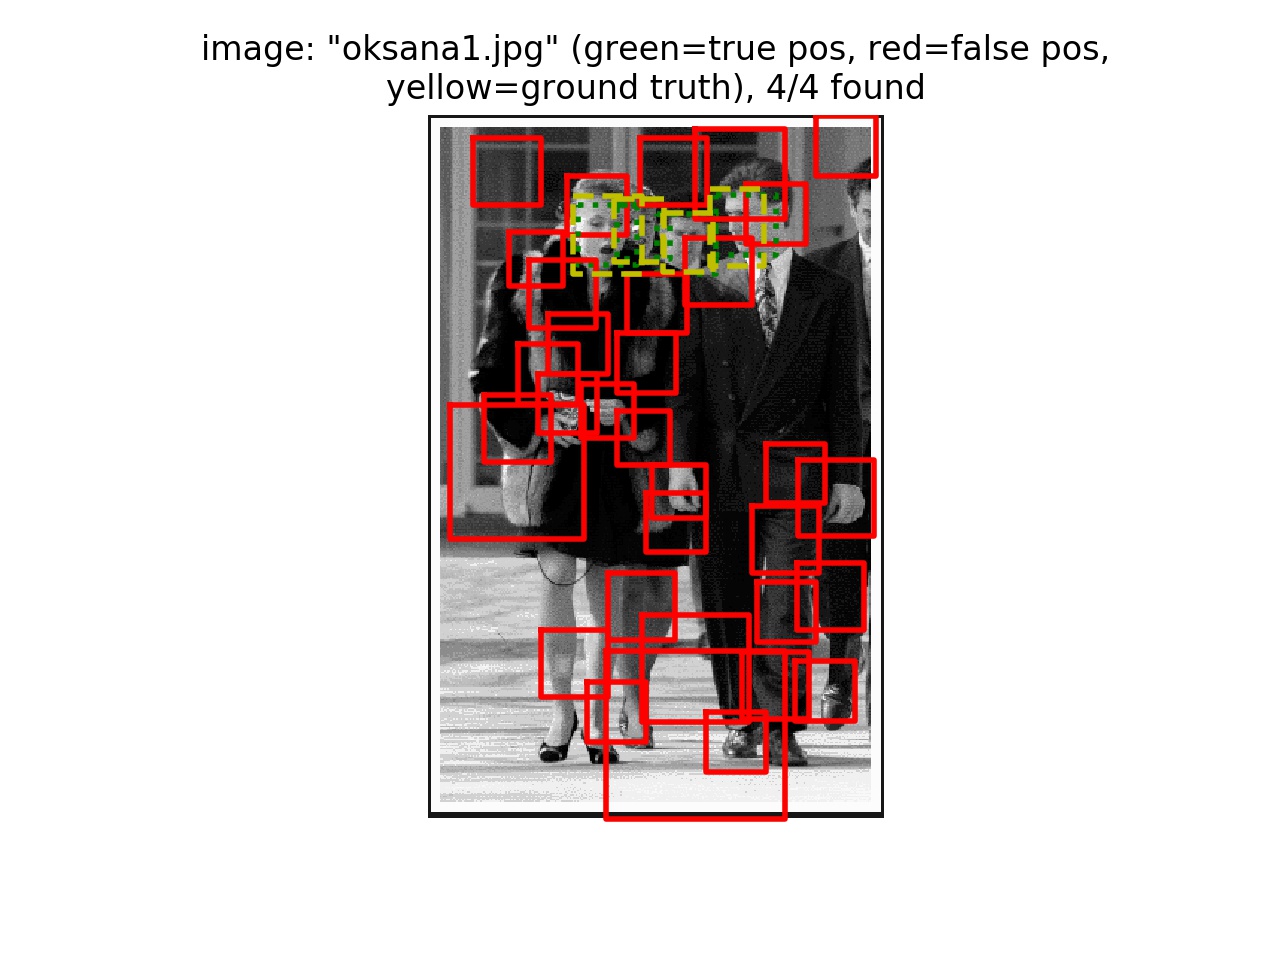 image: "oksana1.jpg" (green=true pos, red=false pos,
yellow=ground truth), 4/4 found